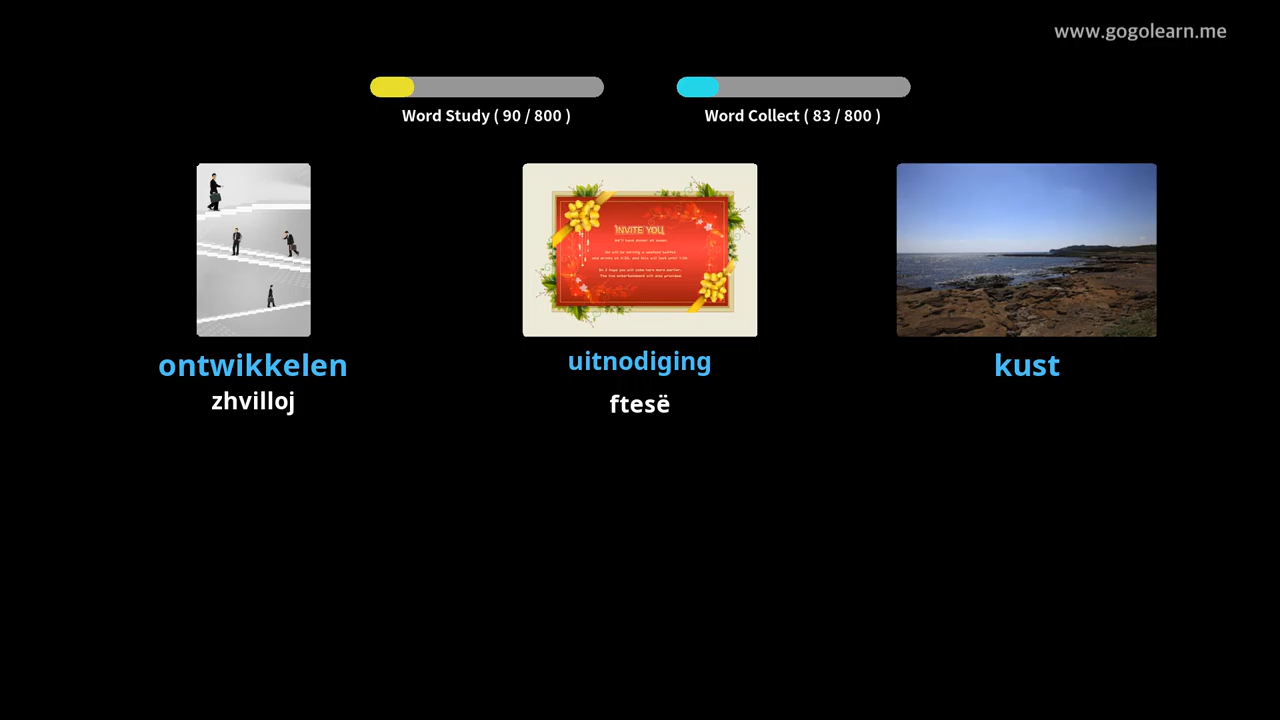 www.gogolearn.me
Word Study ( 90 / 800 )
Word Collect ( 83 / 800 )
INVITE YOU
ontwikkelen
uitnodiging
kust
zhvilloj
ftesë